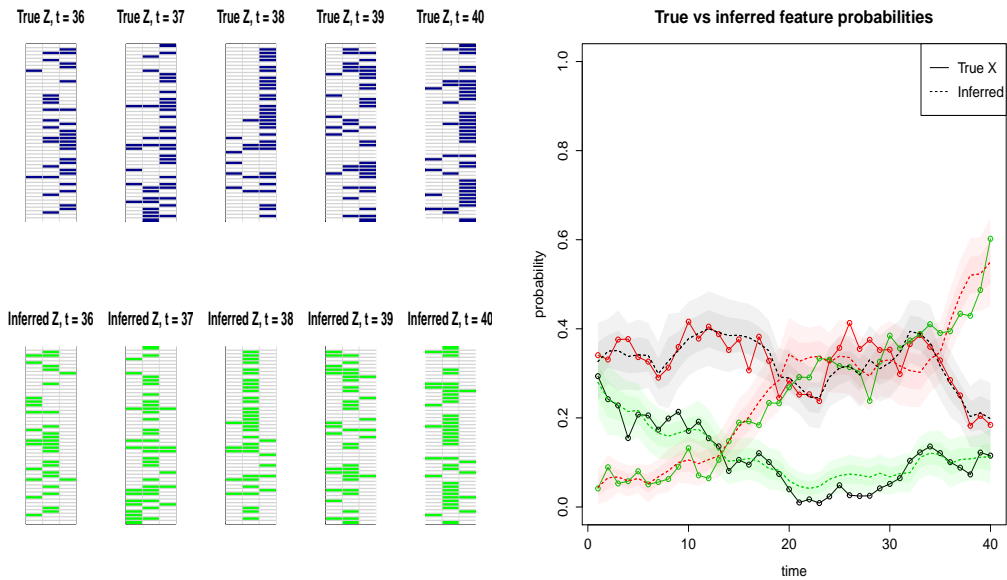 True Z, t = 36
True Z, t = 37
True Z, t = 38
True Z, t = 39
True Z, t = 40
Inferred Z, t = 36
Inferred Z, t = 37
Inferred Z, t = 38
Inferred Z, t = 39
Inferred Z, t = 40
True vs inferred feature probabilities
True X
Inferred
probability
1.0
0.8
0.6
0.4
0.2
0.0
0 10 20 30 40
time